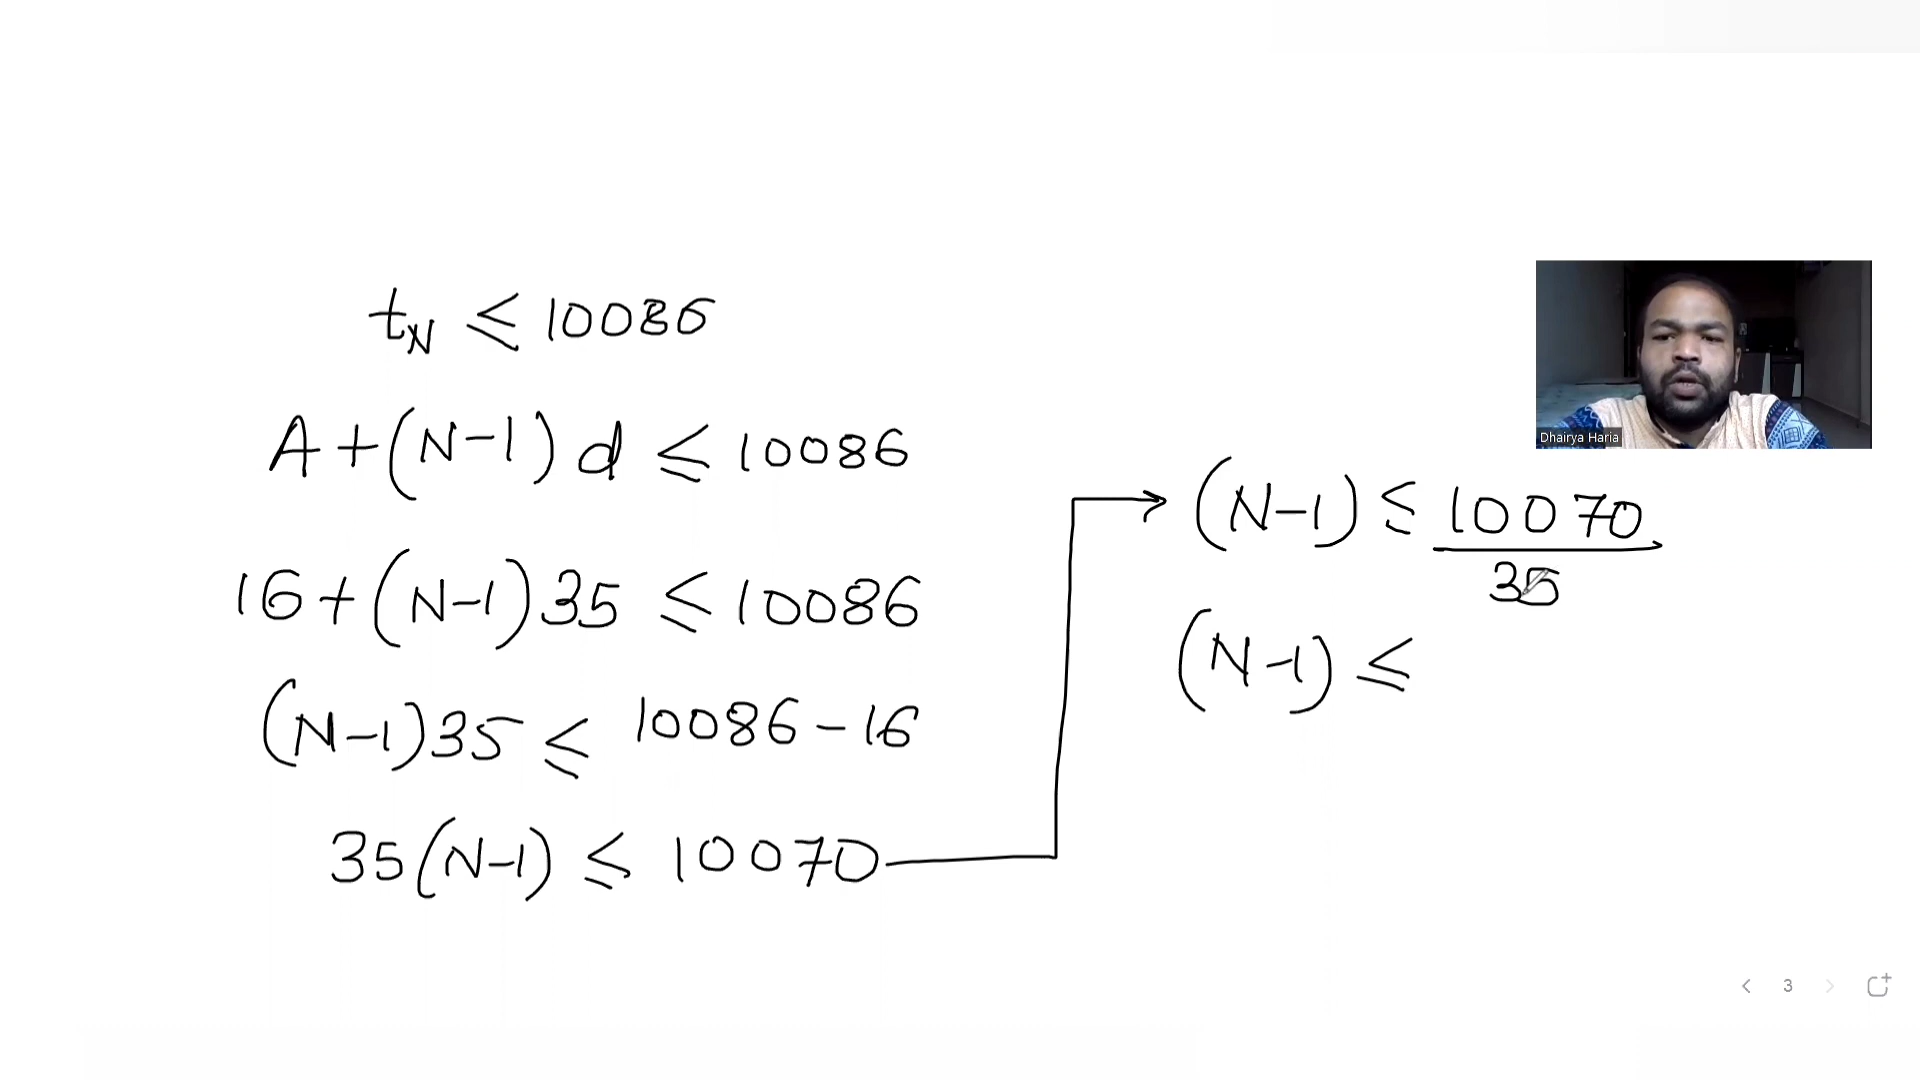 t_N ≤ 10086
A + (N-1) d ≤ 10086
16 + (N-1) 35 ≤ 10086
(N-1) 35 ≤ 10086 - 16
35 (N-1) ≤ 10070
(N-1) ≤ 10070/35
(N-1) ≤
Dhairya Haria
3